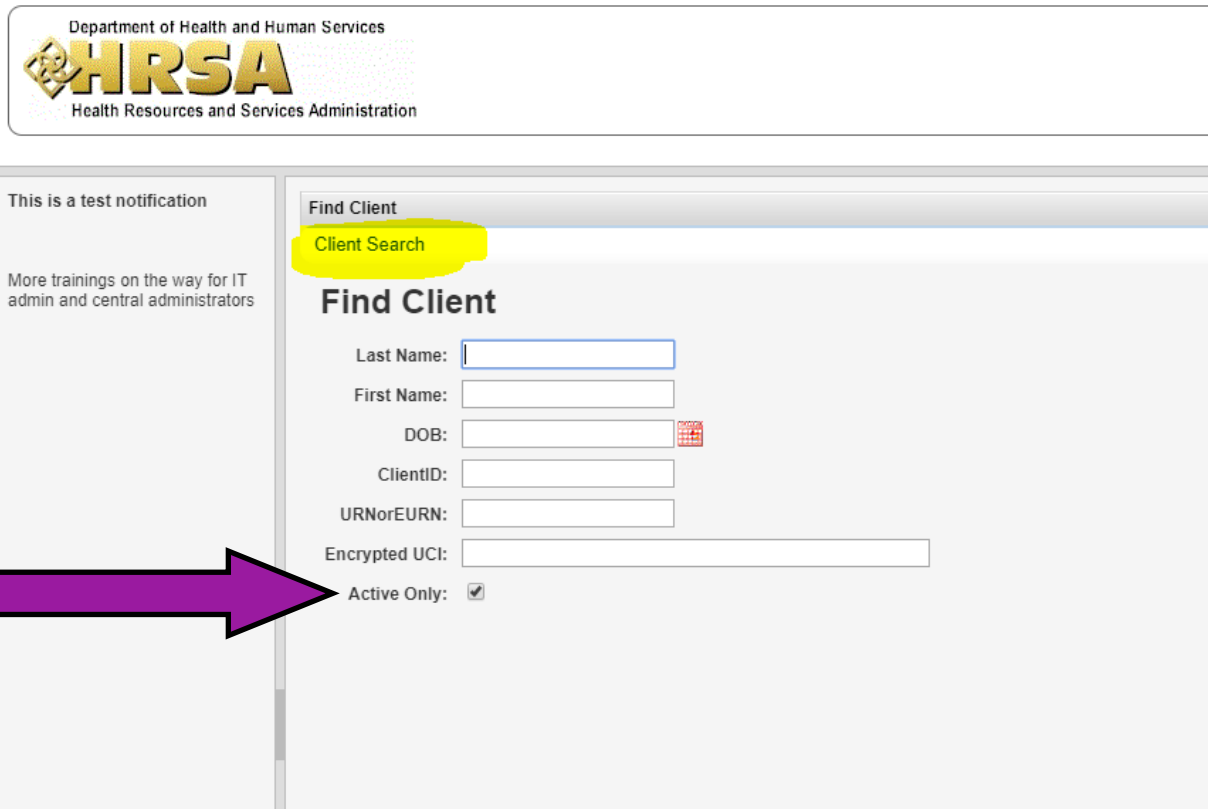 Department of Health and Human Services
HRSA
Health Resources and Services Administration
This is a test notification
More trainings on the way for IT
admin and central administrators
Find Client
Client Search
Find Client
Last Name:
First Name:
DOB:
ClientID:
URNorEURN:
Encrypted UCI:
Active Only: